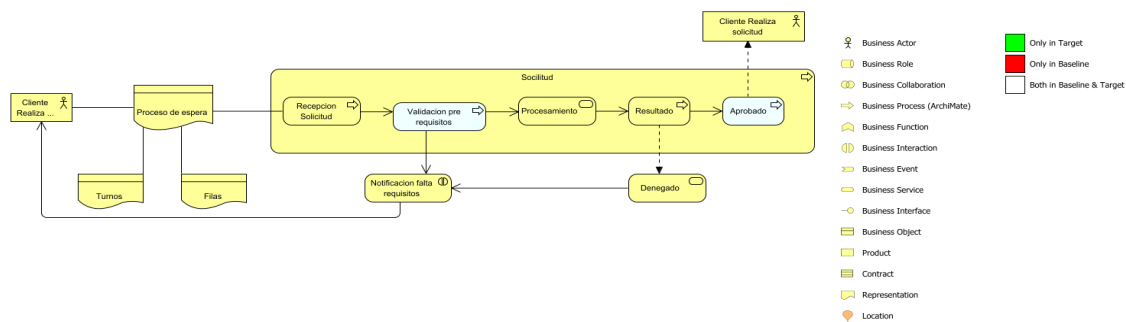 Cliente Realiza
solicitud
Socilitud
Cliente
Realiza ...
Proceso de espera
Recepcion
Solicitud
Validacion pre
requisitos
Procesamiento
Resultado
Aprobado
Turnos
Filas
Notificacion falta
requisitos
Denegado
Business Actor
Business Role
Business Collaboration
Business Process (ArchiMate)
Business Function
Business Interaction
Business Event
Business Service
Business Interface
Business Object
Product
Contract
Representation
Location
Only in Target
Only in Baseline
Both in Baseline & Target